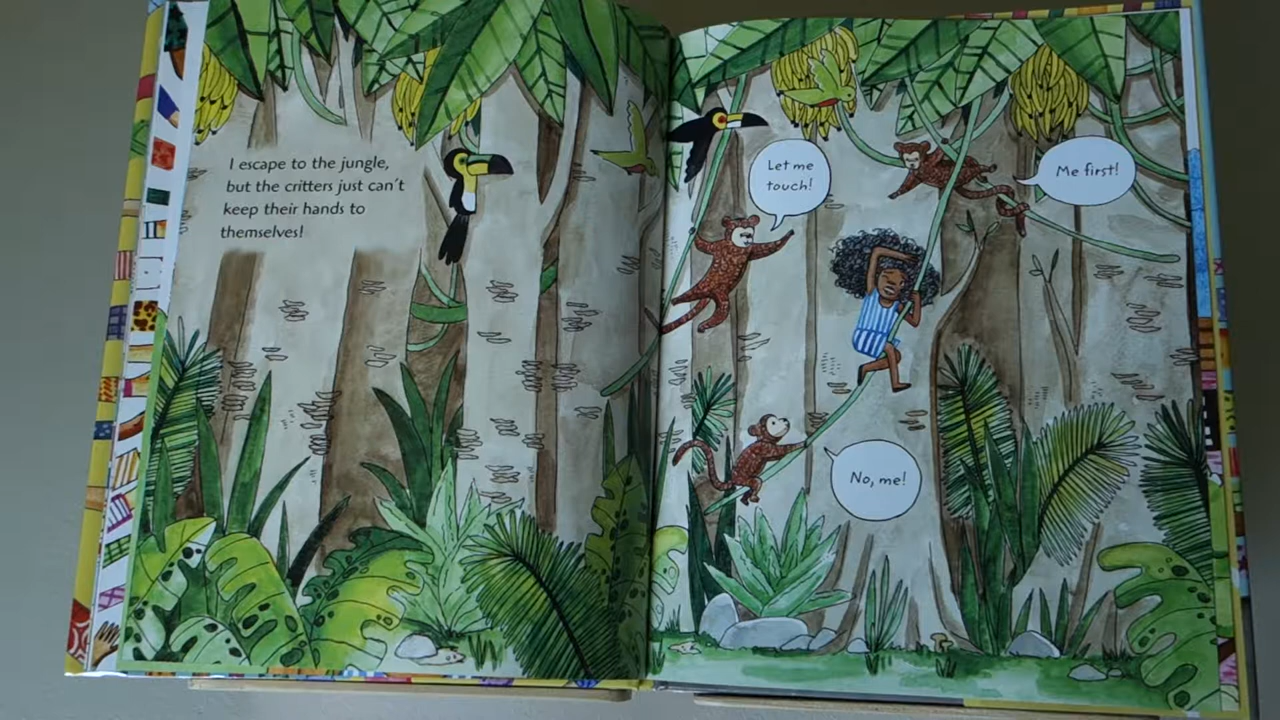 I escape to the jungle,
but the critters just can't
keep their hands to
themselves!
Let me
touch!
Me first!
No, me!